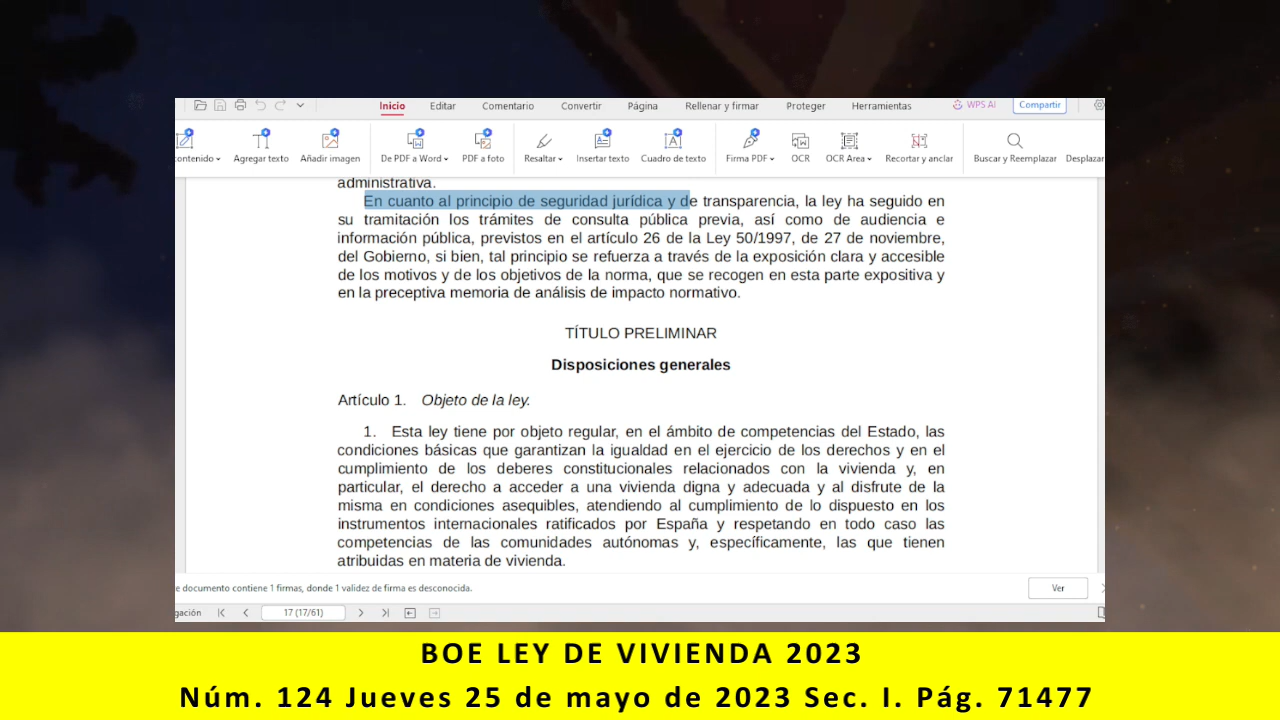 Inicio Editar Comentario Convertir Página Rellenar y firmar Proteger Herramientas WPS AI Compartir
Agregar texto Añadir imagen De PDF a Word PDF a foto Resaltar Insertar texto Cuadro de texto Firma PDF OCR OCR Area Recortar y anclar Buscar y Reemplazar
administrativa.
En cuanto al principio de seguridad jurídica y de transparencia, la ley ha seguido en
su tramitación los trámites de consulta pública previa, así como de audiencia e
información pública, previstos en el artículo 26 de la Ley 50/1997, de 27 de noviembre,
del Gobierno, si bien, tal principio se refuerza a través de la exposición clara y accesible
de los motivos y de los objetivos de la norma, que se recogen en esta parte expositiva y
en la preceptiva memoria de análisis de impacto normativo.
TÍTULO PRELIMINAR
Disposiciones generales
Artículo 1. Objeto de la ley.
1. Esta ley tiene por objeto regular, en el ámbito de competencias del Estado, las
condiciones básicas que garantizan la igualdad en el ejercicio de los derechos y en el
cumplimiento de los deberes constitucionales relacionados con la vivienda y, en
particular, el derecho a acceder a una vivienda digna y adecuada y al disfrute de la
misma en condiciones asequibles, atendiendo al cumplimiento de lo dispuesto en los
instrumentos internacionales ratificados por España y respetando en todo caso las
competencias de las comunidades autónomas y, específicamente, las que tienen
atribuidas en materia de vivienda.
e documento contiene 1 firmas, donde 1 validez de firma es desconocida. Ver
gación 17 (17/61)
BOE LEY DE VIVIENDA 2023
Núm. 124 Jueves 25 de mayo de 2023 Sec. I. Pág. 71477